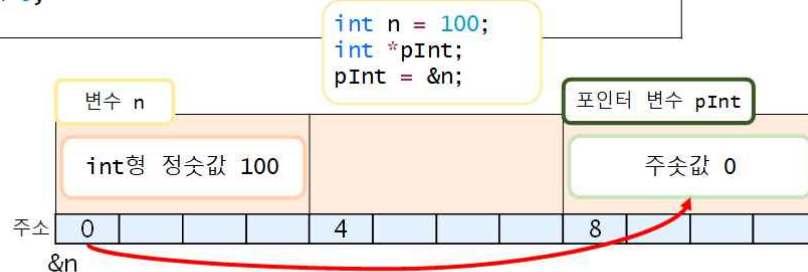 int n = 100;
int *pInt;
pInt = &n;
변수 n
포인터 변수 pInt
int형 정숫값 100
주솟값 0
주소 0 4 8
&n